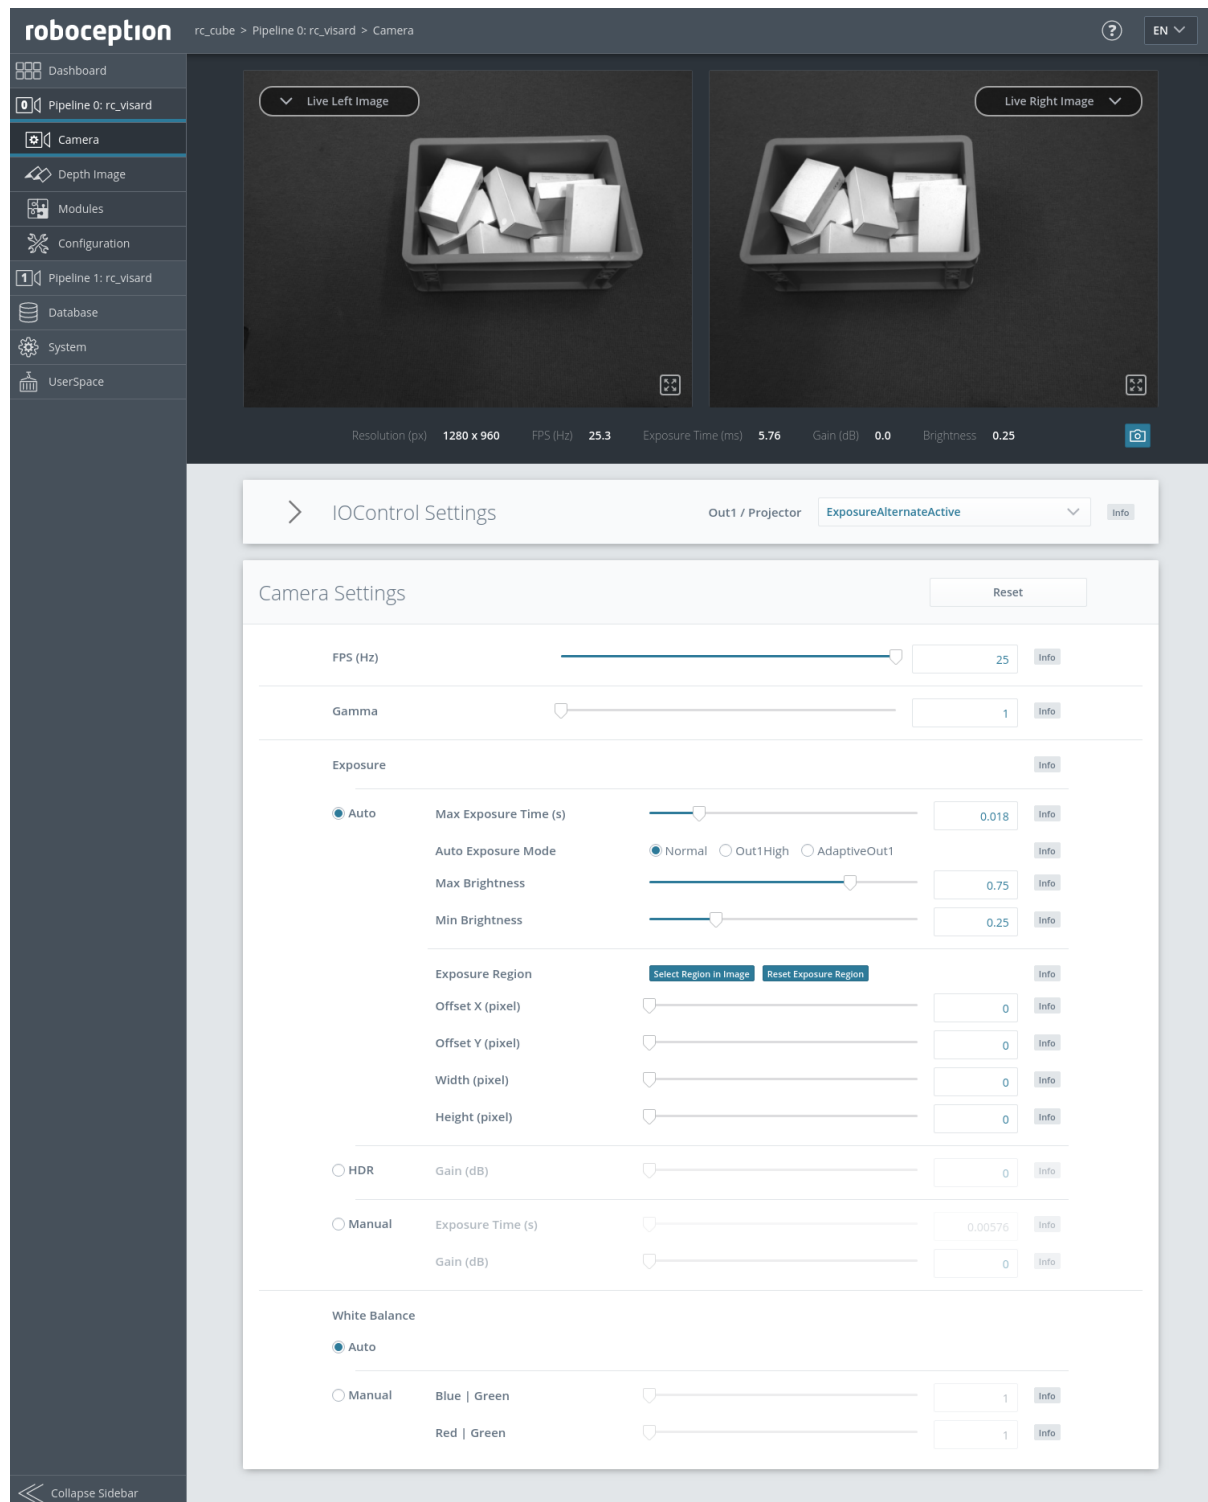 roboception
rc_cube > Pipeline 0: rc_visard > Camera
? EN
Dashboard
0 Pipeline 0: rc_visard
Camera
Depth Image
Modules
Configuration
1 Pipeline 1: rc_visard
Database
System
UserSpace
Collapse Sidebar
Live Left Image
Live Right Image
Resolution (px) 1280 x 960 FPS (Hz) 25.3 Exposure Time (ms) 5.76 Gain (dB) 0.0 Brightness 0.25
IOControl Settings Out1 / Projector ExposureAlternateActive Info
Camera Settings Reset
FPS (Hz) 25 Info
Gamma 1 Info
Exposure Info
Auto Max Exposure Time (s) 0.018 Info
Auto Exposure Mode Normal Out1High AdaptiveOut1 Info
Max Brightness 0.75 Info
Min Brightness 0.25 Info
Exposure Region Select Region in Image Reset Exposure Region Info
Offset X (pixel) 0 Info
Offset Y (pixel) 0 Info
Width (pixel) 0 Info
Height (pixel) 0 Info
HDR Gain (dB) 0 Info
Manual Exposure Time (s) 0.00576 Info
Gain (dB) 0 Info
White Balance
Auto
Manual Blue | Green 1 Info
Red | Green 1 Info